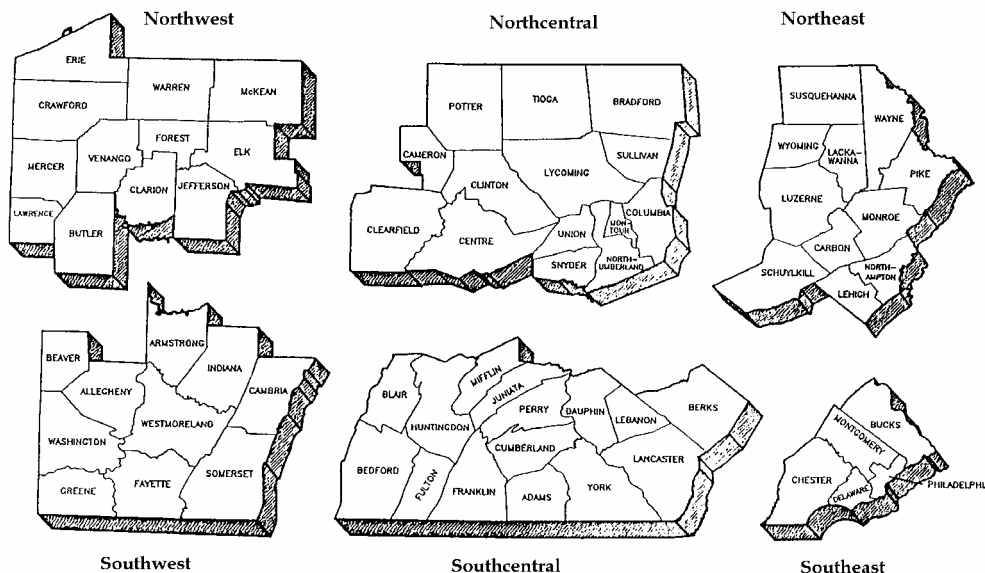 Northwest
ERIE
CRAWFORD
WARREN
McKEAN
FOREST
ELK
MERCER
VENANGO
CLARION
JEFFERSON
LAWRENCE
BUTLER
Northcentral
POTTER
TIOGA
BRADFORD
CAMERON
SULLIVAN
CLINTON
LYCOMING
CLEARFIELD
CENTRE
UNION
MON-
TOUR
COLUMBIA
SNYDER
NORTH-
UMBERLAND
Northeast
SUSQUEHANNA
WAYNE
WYOMING
LACKA-
WANNA
PIKE
LUZERNE
MONROE
CARBON
SCHUYLKILL
NORTH-
AMPTON
LEHIGH
ARMSTRONG
BEAVER
INDIANA
ALLEGHENY
CAMBRIA
WESTMORELAND
WASHINGTON
SOMERSET
GREENE
FAYETTE
Southwest
MIFFLIN
BLAIR
JUNIATA
PERRY
DAUPHIN
LEBANON
BERKS
HUNTINGDON
CUMBERLAND
BEDFORD
FULTON
LANCASTER
FRANKLIN
ADAMS
YORK
Southcentral
BUCKS
MONTGOMERY
CHESTER
DELAWARE
PHILADELPHI
Southeast